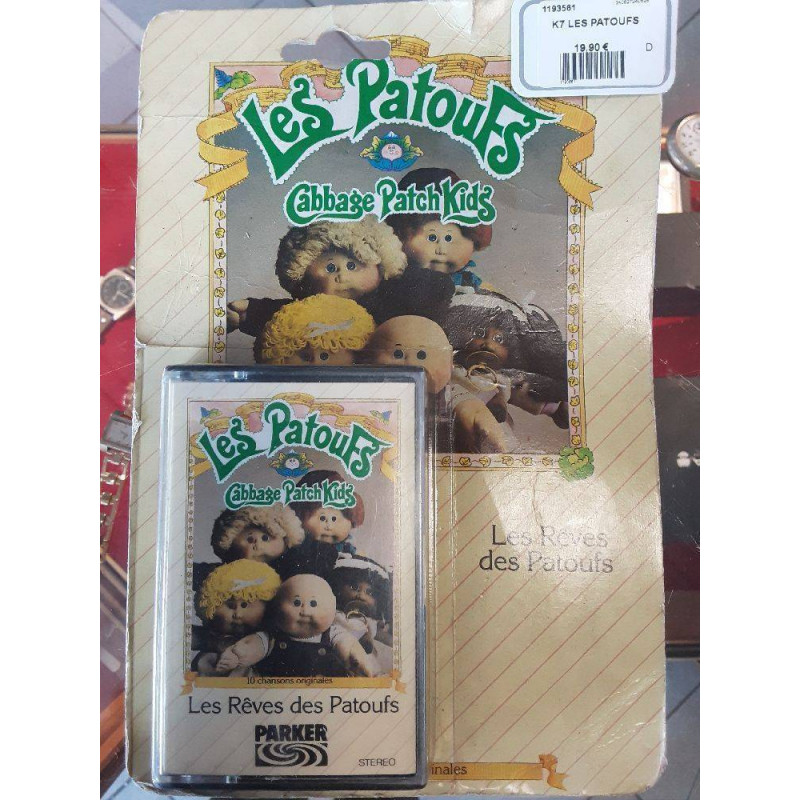 1193561
K7 LES PATOUFS
19.90 €
D
Les Patoufs
Cabbage Patch Kids
Les Rêves
des Patoufs
Les Patoufs
Cabbage Patch Kids
10 chansons originales
Les Rêves des Patoufs
PARKER
STEREO
inales